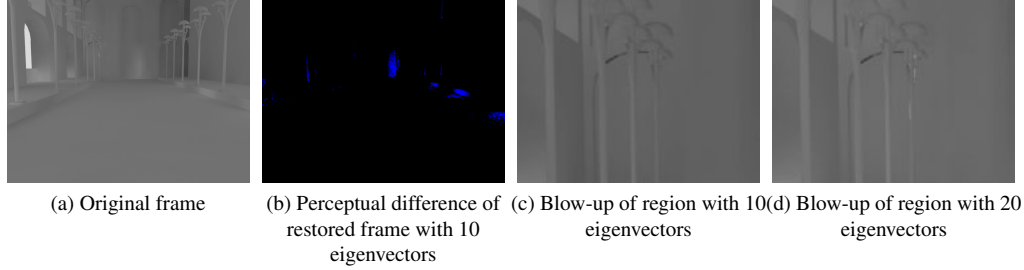 (a) Original frame
(b) Perceptual difference of
restored frame with 10
eigenvectors
(c) Blow-up of region with 10
eigenvectors
(d) Blow-up of region with 20
eigenvectors